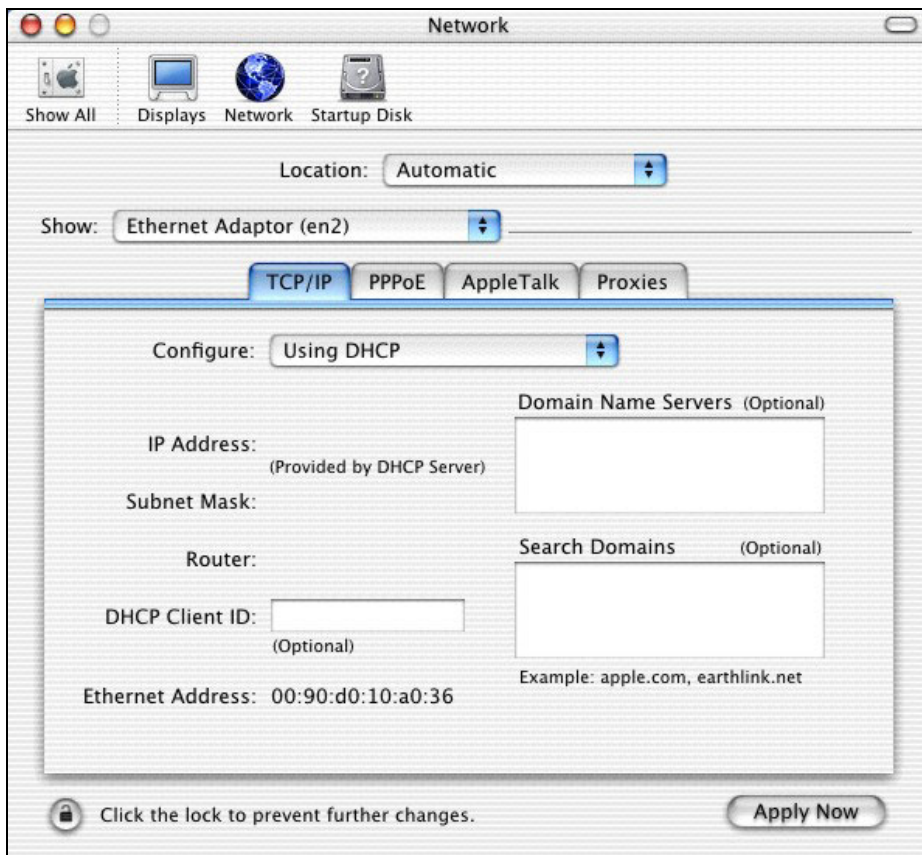 Network
Show All Displays Network Startup Disk
Location: Automatic
Show: Ethernet Adaptor (en2)
TCP/IP PPPoE AppleTalk Proxies
Configure: Using DHCP
Domain Name Servers (Optional)
IP Address:
(Provided by DHCP Server)
Subnet Mask:
Router:
Search Domains (Optional)
DHCP Client ID:
(Optional)
Example: apple.com, earthlink.net
Ethernet Address: 00:90:d0:10:a0:36
Click the lock to prevent further changes.
Apply Now